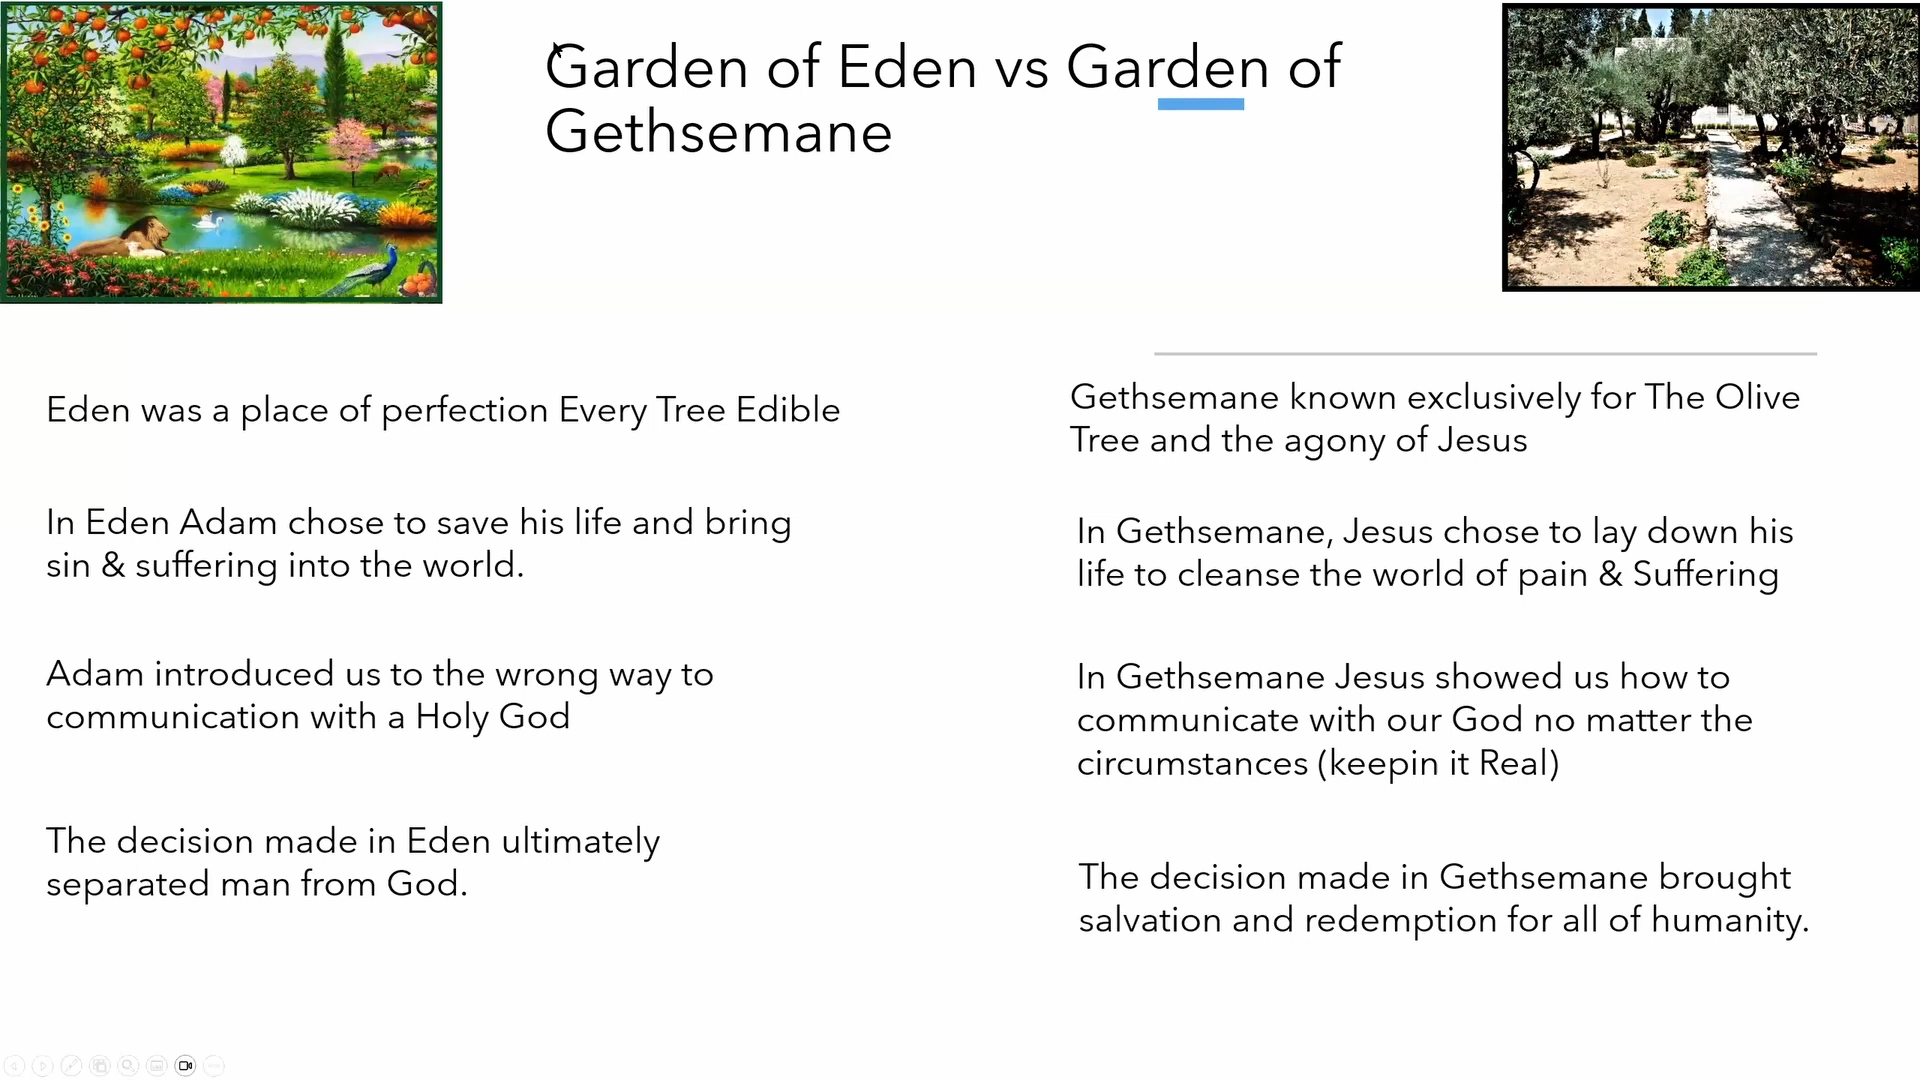 Garden of Eden vs Garden of
Gethsemane
Eden was a place of perfection Every Tree Edible
In Eden Adam chose to save his life and bring
sin & suffering into the world.
Adam introduced us to the wrong way to
communication with a Holy God
The decision made in Eden ultimately
separated man from God.
Gethsemane known exclusively for The Olive
Tree and the agony of Jesus
In Gethsemane, Jesus chose to lay down his
life to cleanse the world of pain & Suffering
In Gethsemane Jesus showed us how to
communicate with our God no matter the
circumstances (keepin it Real)
The decision made in Gethsemane brought
salvation and redemption for all of humanity.